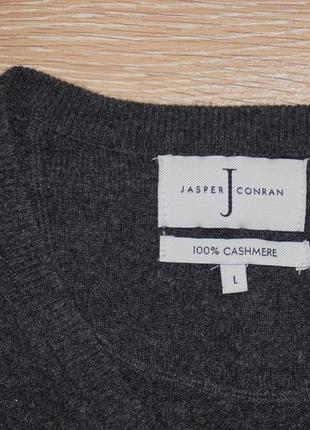 JASPER J CONRAN
100% CASHMERE
L